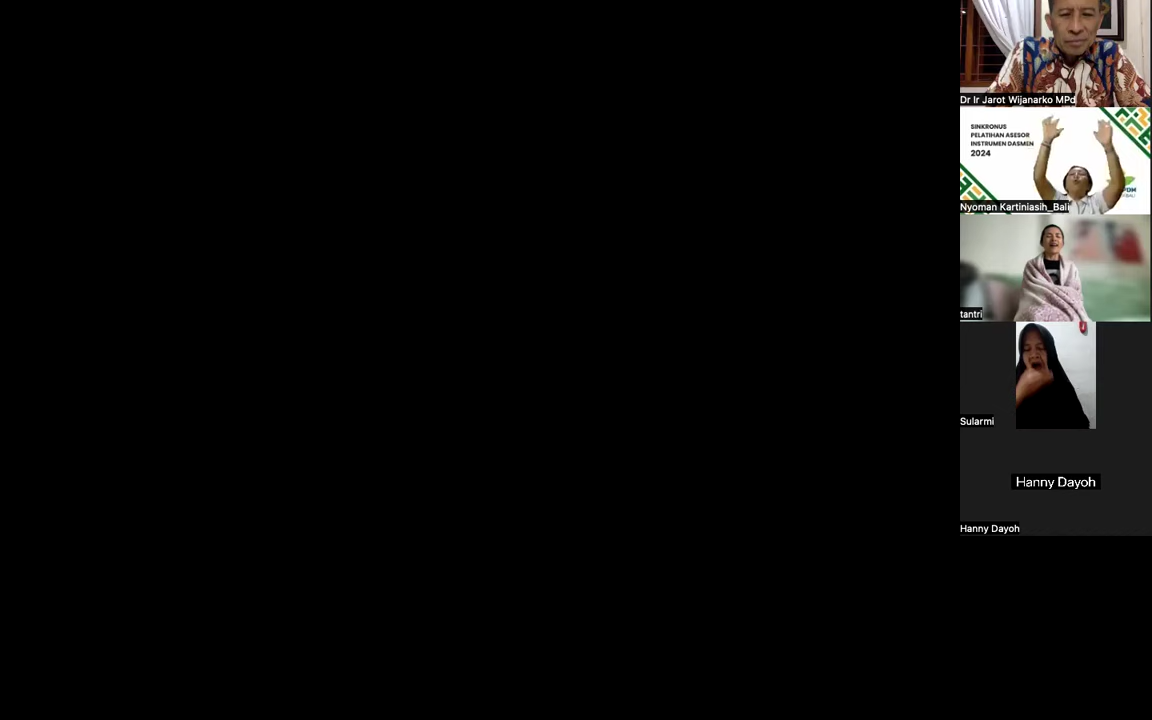 Dr Ir Jarot Wijanarko MPd
SINKRONUS
PELATIHAN ASESOR
INSTRUMEN DASMEN
2024
Nyoman Kartiniasih_Bali
tantri
Sularmi
Hanny Dayoh
Hanny Dayoh